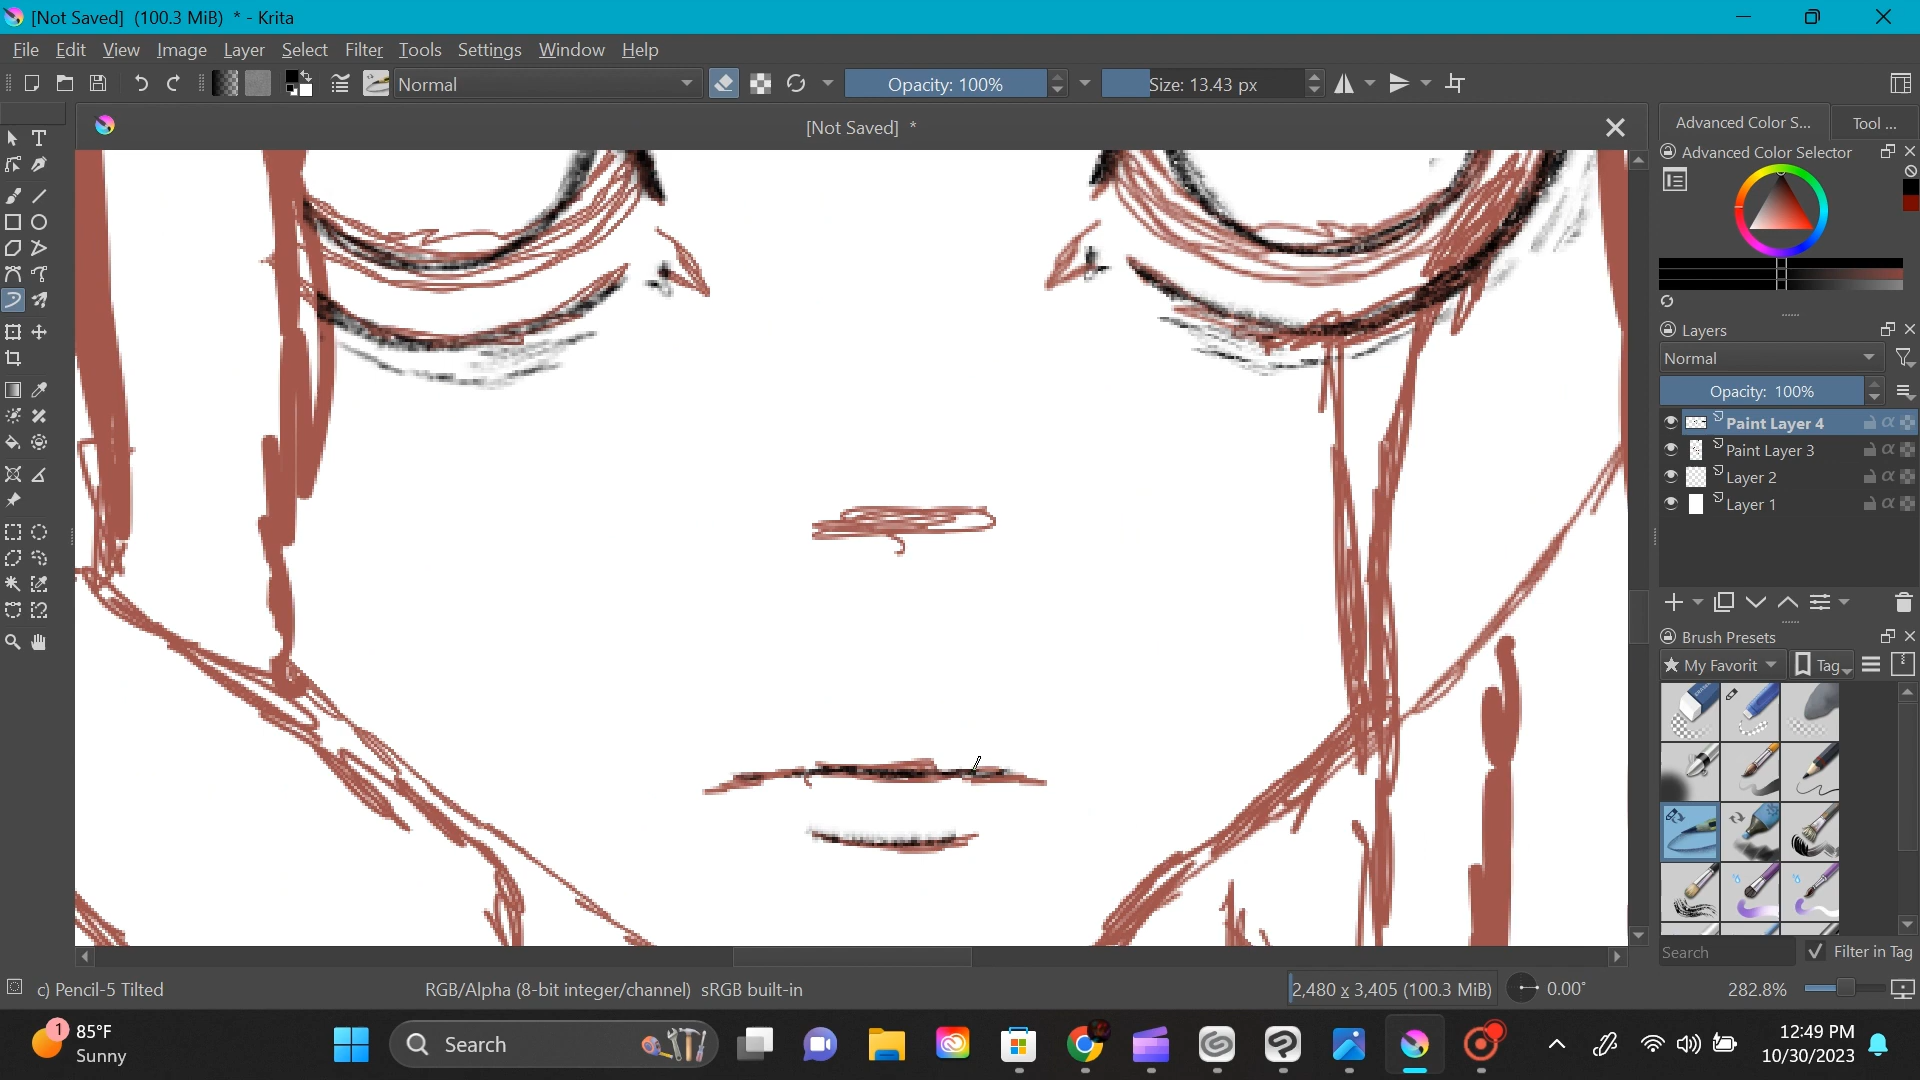 [Not Saved] (100.3 MiB) * - Krita
File Edit View Image Layer Select Filter Tools Settings Window Help
Normal
Opacity: 100%
Size: 13.43 px
[Not Saved] *
Advanced Color S...
Tool ...
Advanced Color Selector
Layers
Normal
Opacity: 100%
Paint Layer 4
Paint Layer 3
Layer 2
Layer 1
Brush Presets
My Favorit
Tag
Search
Filter in Tag
c) Pencil-5 Tilted
RGB/Alpha (8-bit integer/channel) sRGB built-in
2,480 x 3,405 (100.3 MiB)
0.00°
282.8%
1
85°F
Sunny
Search
12:49 PM
10/30/2023